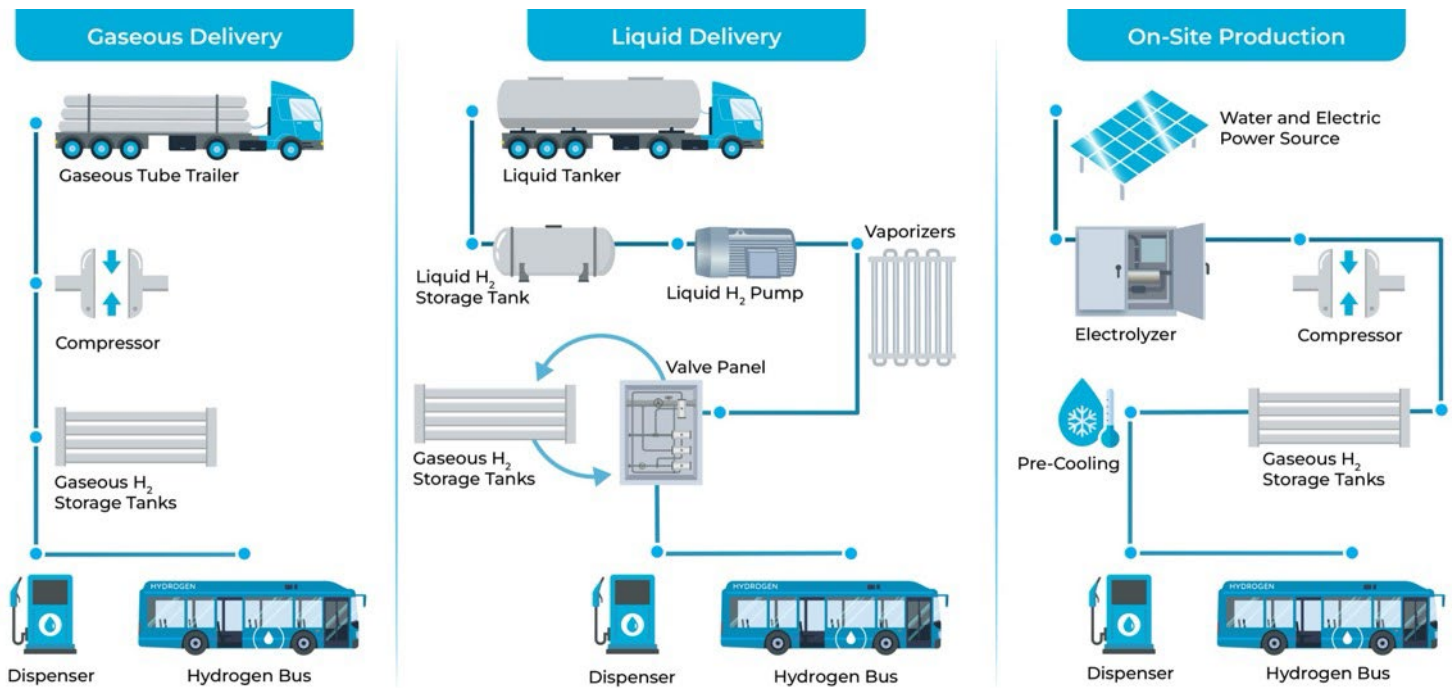 Gaseous Delivery
Gaseous Tube Trailer
Compressor
Gaseous H₂
Storage Tanks
Dispenser
HYDROGEN
Hydrogen Bus
Liquid Delivery
Liquid Tanker
Liquid H₂
Storage Tank
Liquid H₂ Pump
Vaporizers
Valve Panel
Gaseous H₂
Storage Tanks
Dispenser
HYDROGEN
Hydrogen Bus
On-Site Production
Water and Electric
Power Source
Electrolyzer
Compressor
Pre-Cooling
Gaseous H₂
Storage Tanks
Dispenser
HYDROGEN
Hydrogen Bus